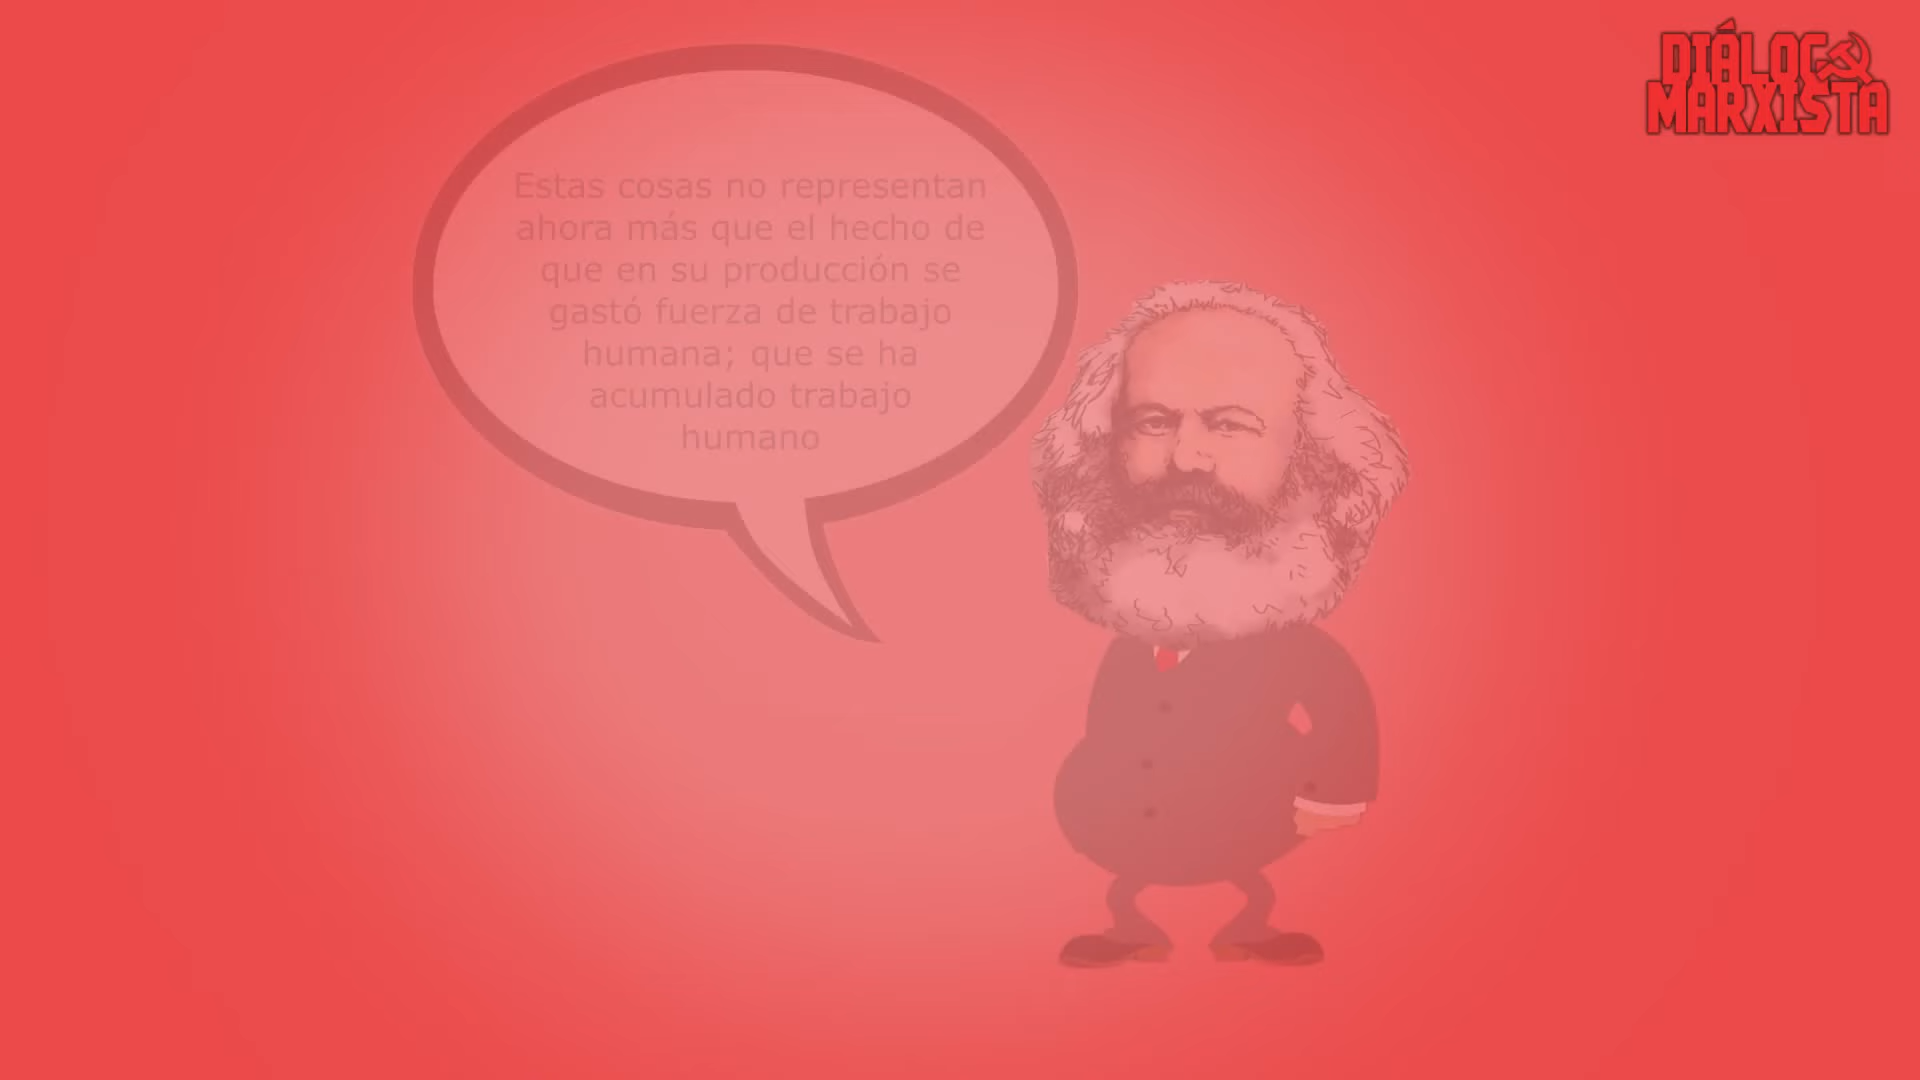 DIÁLOGO
MARXISTA
Estas cosas no representan
ahora más que el hecho de
que en su producción se
gastó fuerza de trabajo
humana; que se ha
acumulado trabajo
humano